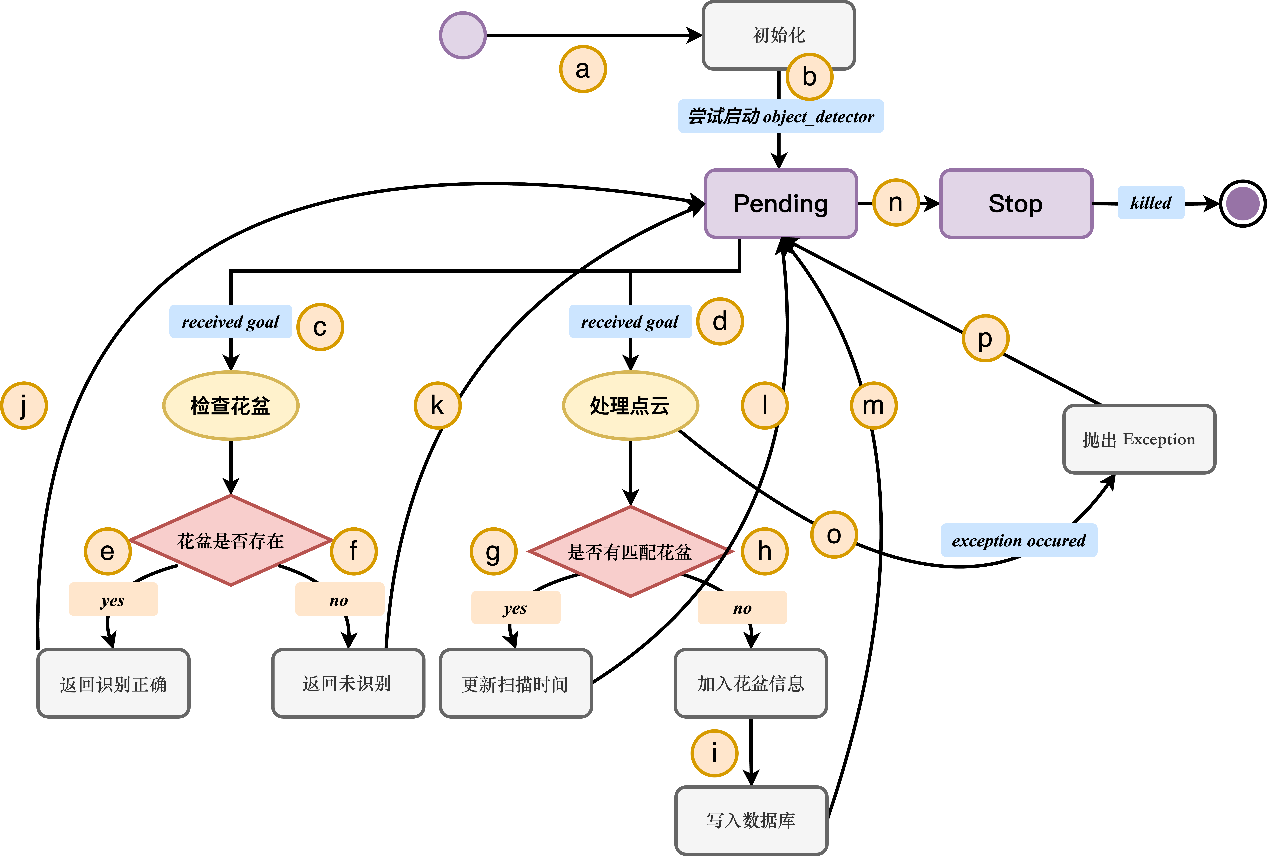 初始化
a
b
尝试启动 object_detector
Pending
n
Stop
killed
received goal
c
received goal
d
p
j
检查花盆
k
处理点云
l
m
抛出 Exception
e
花盆是否存在
f
g
是否有匹配花盆
h
o
exception occured
yes
no
yes
no
返回识别正确
返回未识别
更新扫描时间
加入花盆信息
i
写入数据库